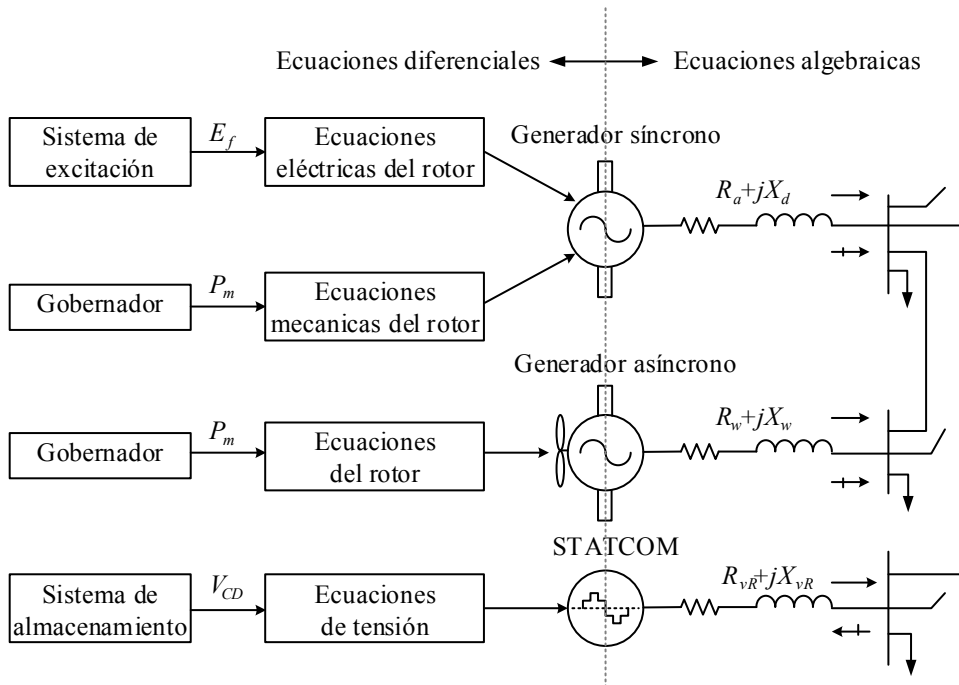 Ecuaciones diferenciales
Ecuaciones algebraicas
Sistema de
excitación
E_f
Ecuaciones
eléctricas del rotor
Generador síncrono
R_a+jX_d
Gobernador
P_m
Ecuaciones
mecanicas del rotor
Generador asíncrono
Gobernador
P_m
Ecuaciones
del rotor
R_w+jX_w
STATCOM
Sistema de
almacenamiento
V_CD
Ecuaciones
de tensión
R_vR+jX_vR